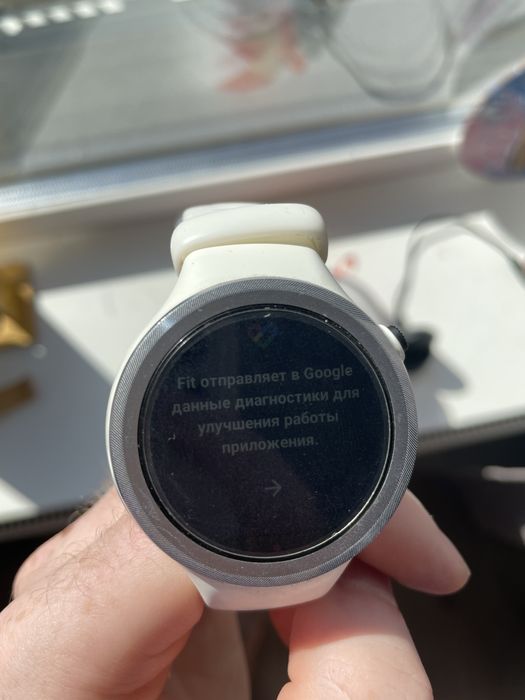 Fit отправляет в Google
данные диагностики для
улучшения работы
приложения.